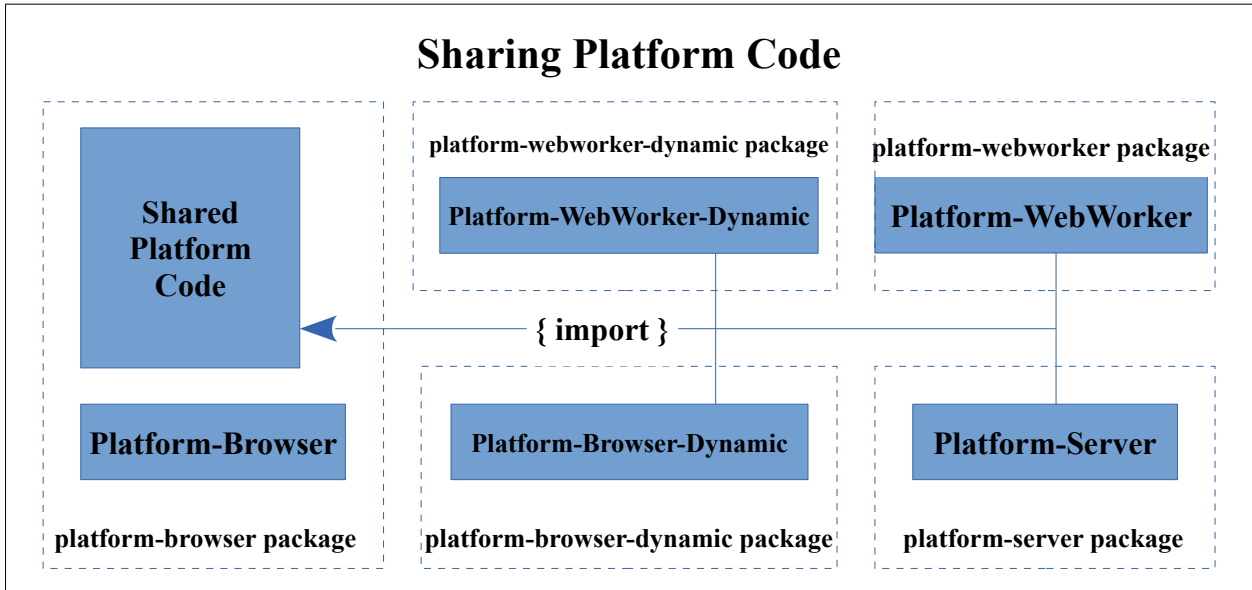 Sharing Platform Code
Shared
Platform
Code
Platform-Browser
platform-browser package
platform-webworker-dynamic package
Platform-WebWorker-Dynamic
{ import }
Platform-Browser-Dynamic
platform-browser-dynamic package
platform-webworker package
Platform-WebWorker
Platform-Server
platform-server package